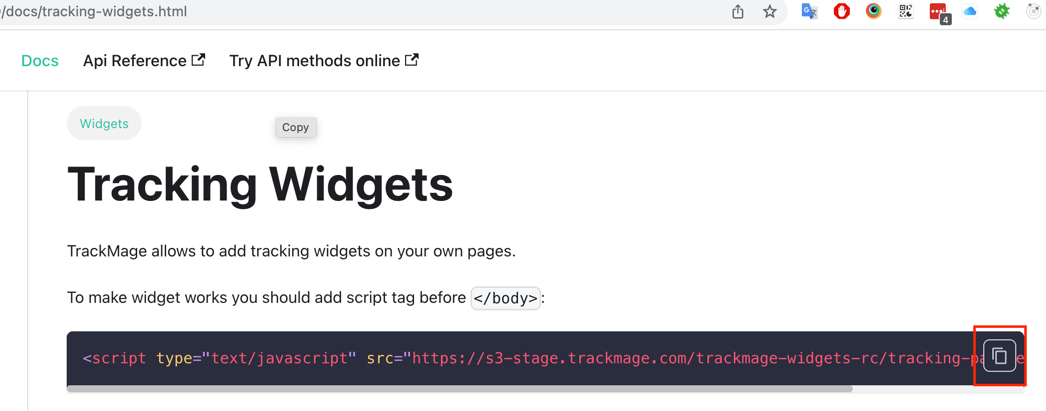 /docs/tracking-widgets.html
4
Docs Api Reference Try API methods online
Widgets
Copy
Tracking Widgets
TrackMage allows to add tracking widgets on your own pages.
To make widget works you should add script tag before </body>:
<script type="text/javascript" src="https://s3-stage.trackmage.com/trackmage-widgets-rc/tracking-